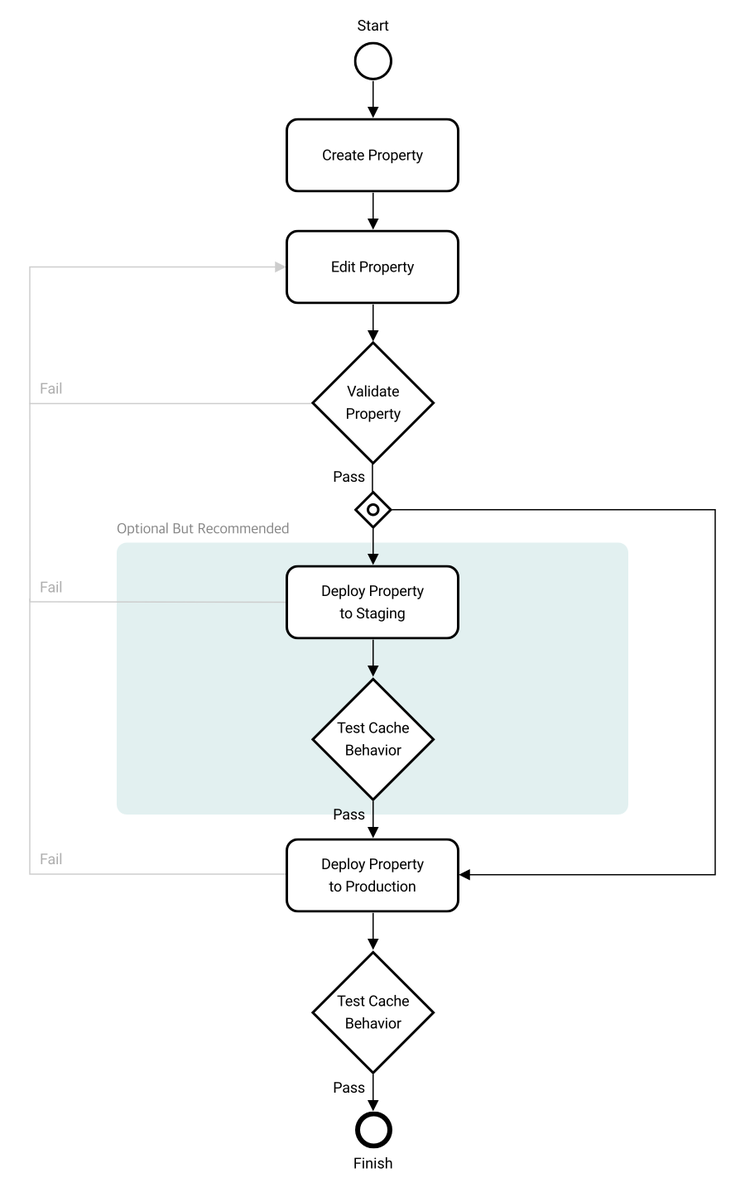 Start
Create Property
Edit Property
Fail
Validate
Property
Pass
Optional But Recommended
Fail
Deploy Property
to Staging
Test Cache
Behavior
Pass
Fail
Deploy Property
to Production
Test Cache
Behavior
Pass
Finish